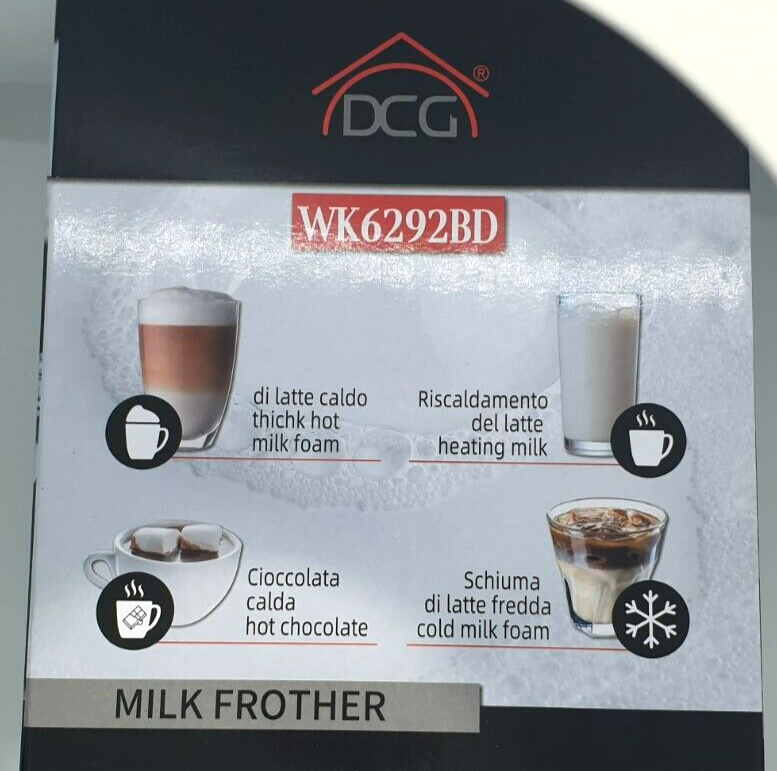 DCG®
WK6292BD
di latte caldo
thichk hot
milk foam
Riscaldamento
del latte
heating milk
Cioccolata
calda
hot chocolate
Schiuma
di latte fredda
cold milk foam
MILK FROTHER